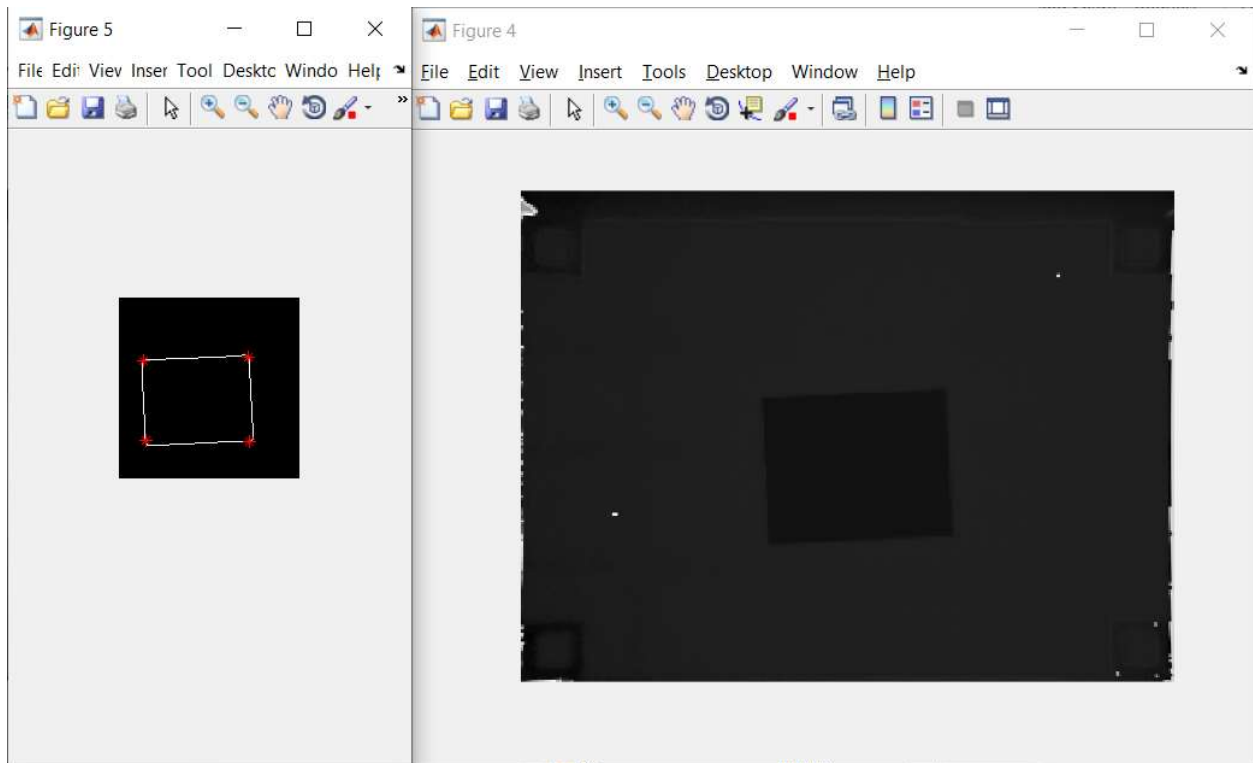 Figure 5
File Edit View Inser Tool Desktc Windo Help
Figure 4
File Edit View Insert Tools Desktop Window Help